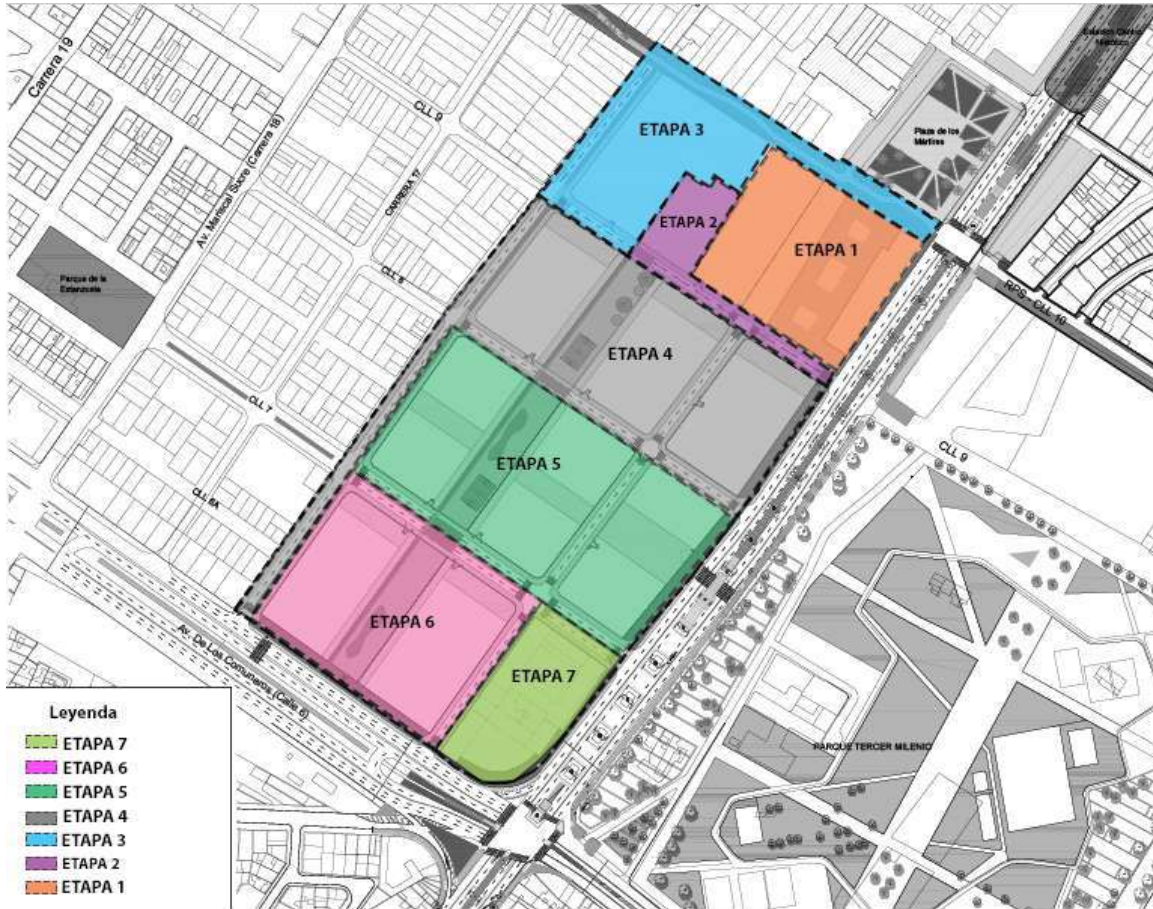 Carrera 19
CLL 9
Av. Mariscal Sucre (Carrera 18)
CARRERA 17
CLL 8
Parque de la
Estanzuela
CLL 7
CLL 6A
Av. De Los Comuneros (Calle 6)
Plaza de los
Mártires
RPS - CLL 10
CLL 9
PARQUE TERCER MILENIO
ETAPA 3
ETAPA 2
ETAPA 1
ETAPA 4
ETAPA 5
ETAPA 6
ETAPA 7
Leyenda
ETAPA 7
ETAPA 6
ETAPA 5
ETAPA 4
ETAPA 3
ETAPA 2
ETAPA 1